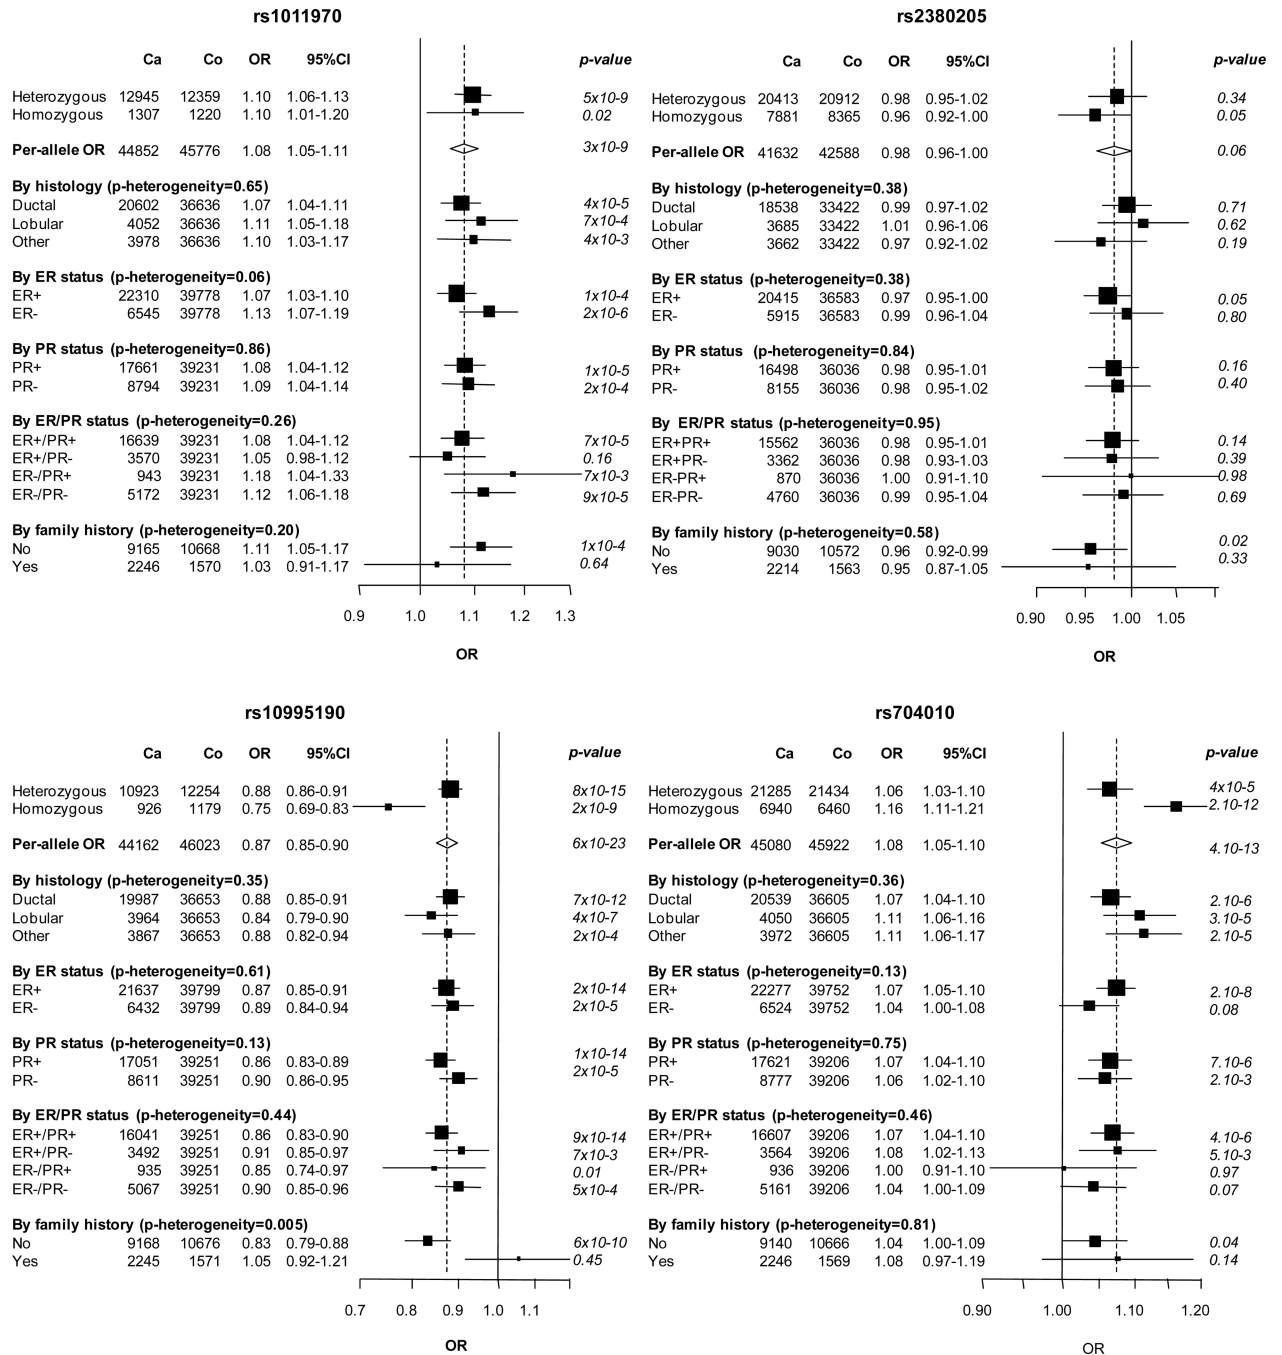 rs1011970
Ca Co OR 95%CI p-value
Heterozygous 12945 12359 1.10 1.06-1.13 5x10-9
Homozygous 1307 1220 1.10 1.01-1.20 0.02
Per-allele OR 44852 45776 1.08 1.05-1.11 3x10-9
By histology (p-heterogeneity=0.65)
Ductal 20602 36636 1.07 1.04-1.11 4x10-5
Lobular 4052 36636 1.11 1.05-1.18 7x10-4
Other 3978 36636 1.10 1.03-1.17 4x10-3
By ER status (p-heterogeneity=0.06)
ER+ 22310 39778 1.07 1.03-1.10 1x10-4
ER- 6545 39778 1.13 1.07-1.19 2x10-6
By PR status (p-heterogeneity=0.86)
PR+ 17661 39231 1.08 1.04-1.12 1x10-5
PR- 8794 39231 1.09 1.04-1.14 2x10-4
By ER/PR status (p-heterogeneity=0.26)
ER+/PR+ 16639 39231 1.08 1.04-1.12 7x10-5
ER+/PR- 3570 39231 1.05 0.98-1.12 0.16
ER-/PR+ 943 39231 1.18 1.04-1.33 7x10-3
ER-/PR- 5172 39231 1.12 1.06-1.18 9x10-5
By family history (p-heterogeneity=0.20)
No 9165 10668 1.11 1.05-1.17 1x10-4
Yes 2246 1570 1.03 0.91-1.17 0.64
0.9 1.0 1.1 1.2 1.3
OR
rs2380205
Ca Co OR 95%CI p-value
Heterozygous 20413 20912 0.98 0.95-1.02 0.34
Homozygous 7881 8365 0.96 0.92-1.00 0.05
Per-allele OR 41632 42588 0.98 0.96-1.00 0.06
By histology (p-heterogeneity=0.38)
Ductal 18538 33422 0.99 0.97-1.02 0.71
Lobular 3685 33422 1.01 0.96-1.06 0.62
Other 3662 33422 0.97 0.92-1.02 0.19
By ER status (p-heterogeneity=0.38)
ER+ 20415 36583 0.97 0.95-1.00 0.05
ER- 5915 36583 0.99 0.96-1.04 0.80
By PR status (p-heterogeneity=0.84)
PR+ 16498 36036 0.98 0.95-1.01 0.16
PR- 8155 36036 0.98 0.95-1.02 0.40
By ER/PR status (p-heterogeneity=0.95)
ER+PR+ 15562 36036 0.98 0.95-1.01 0.14
ER+PR- 3362 36036 0.98 0.93-1.03 0.39
ER-PR+ 870 36036 1.00 0.91-1.10 0.98
ER-PR- 4760 36036 0.99 0.95-1.04 0.69
By family history (p-heterogeneity=0.58)
No 9030 10572 0.96 0.92-0.99 0.02
Yes 2214 1563 0.95 0.87-1.05 0.33
0.90 0.95 1.00 1.05
OR
rs10995190
Ca Co OR 95%CI p-value
Heterozygous 10923 12254 0.88 0.86-0.91 8x10-15
Homozygous 926 1179 0.75 0.69-0.83 2x10-9
Per-allele OR 44162 46023 0.87 0.85-0.90 6x10-23
By histology (p-heterogeneity=0.35)
Ductal 19987 36653 0.88 0.85-0.91 7x10-12
Lobular 3964 36653 0.84 0.79-0.90 4x10-7
Other 3867 36653 0.88 0.82-0.94 2x10-4
By ER status (p-heterogeneity=0.61)
ER+ 21637 39799 0.87 0.85-0.91 2x10-14
ER- 6432 39799 0.89 0.84-0.94 2x10-5
By PR status (p-heterogeneity=0.13)
PR+ 17051 39251 0.86 0.83-0.89 1x10-14
PR- 8611 39251 0.90 0.86-0.95 2x10-5
By ER/PR status (p-heterogeneity=0.44)
ER+/PR+ 16041 39251 0.86 0.83-0.90 9x10-14
ER+/PR- 3492 39251 0.91 0.85-0.97 7x10-3
ER-/PR+ 935 39251 0.85 0.74-0.97 0.01
ER-/PR- 5067 39251 0.90 0.85-0.96 5x10-4
By family history (p-heterogeneity=0.005)
No 9168 10676 0.83 0.79-0.88 6x10-10
Yes 2245 1571 1.05 0.92-1.21 0.45
0.7 0.8 0.9 1.0 1.1
OR
rs704010
Ca Co OR 95%CI p-value
Heterozygous 21285 21434 1.06 1.03-1.10 4x10-5
Homozygous 6940 6460 1.16 1.11-1.21 2.10-12
Per-allele OR 45080 45922 1.08 1.05-1.10 4.10-13
By histology (p-heterogeneity=0.36)
Ductal 20539 36605 1.07 1.04-1.10 2.10-6
Lobular 4050 36605 1.11 1.06-1.16 3.10-5
Other 3972 36605 1.11 1.06-1.17 2.10-5
By ER status (p-heterogeneity=0.13)
ER+ 22277 39752 1.07 1.05-1.10 2.10-8
ER- 6524 39752 1.04 1.00-1.08 0.08
By PR status (p-heterogeneity=0.75)
PR+ 17621 39206 1.07 1.04-1.10 7.10-6
PR- 8777 39206 1.06 1.02-1.10 2.10-3
By ER/PR status (p-heterogeneity=0.46)
ER+/PR+ 16607 39206 1.07 1.04-1.10 4.10-6
ER+/PR- 3564 39206 1.08 1.02-1.13 5.10-3
ER-/PR+ 936 39206 1.00 0.91-1.10 0.97
ER-/PR- 5161 39206 1.04 1.00-1.09 0.07
By family history (p-heterogeneity=0.81)
No 9140 10666 1.04 1.00-1.09 0.04
Yes 2246 1569 1.08 0.97-1.19 0.14
0.90 1.00 1.10 1.20
OR